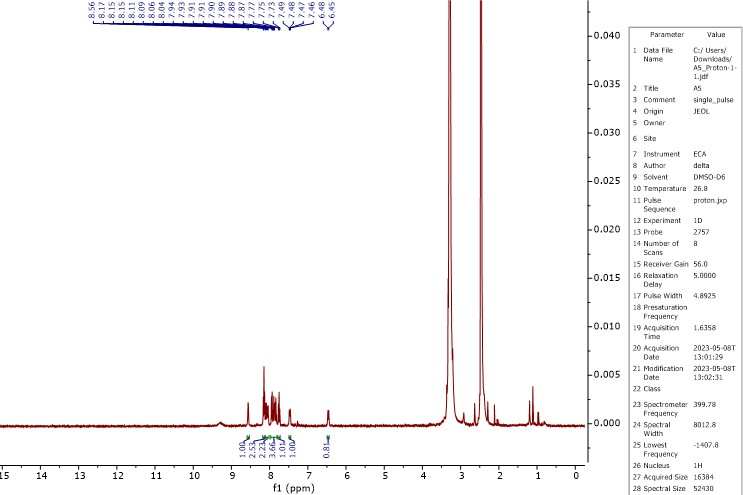 8.56
8.17
8.15
8.15
8.11
8.09
8.06
8.04
7.94
7.93
7.91
7.91
7.90
7.89
7.88
7.87
7.77
7.75
7.73
7.49
7.48
7.47
7.46
6.48
6.45
0.040
0.035
0.030
0.025
0.020
0.015
0.010
0.005
0.000
1.00
2.53
2.23
3.66
1.01
1.00
0.81
15 14 13 12 11 10 9 8 7 6 5 4 3 2 1 0
f1 (ppm)
Parameter Value
1 Data File C:/ Users/
Name Downloads/
A5_Proton-1-
1.jdf
2 Title A5
3 Comment single_pulse
4 Origin JEOL
5 Owner
6 Site
7 Instrument ECA
8 Author delta
9 Solvent DMSO-D6
10 Temperature 26.8
11 Pulse proton.jxp
Sequence
12 Experiment 1D
13 Probe 2757
14 Number of 8
Scans
15 Receiver Gain 56.0
16 Relaxation 5.0000
Delay
17 Pulse Width 4.8925
18 Presaturation
Frequency
19 Acquisition 1.6358
Time
20 Acquisition 2023-05-08T
Date 13:01:29
21 Modification 2023-05-08T
Date 13:02:31
22 Class
23 Spectrometer 399.78
Frequency
24 Spectral 8012.8
Width
25 Lowest -1407.8
Frequency
26 Nucleus 1H
27 Acquired Size 16384
28 Spectral Size 52430